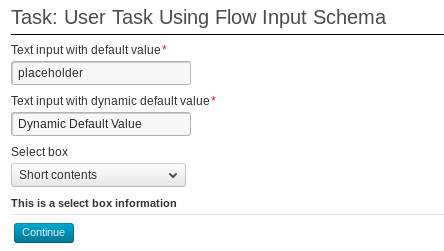 Task: User Task Using Flow Input Schema
Text input with default value*
placeholder
Text input with dynamic default value*
Dynamic Default Value
Select box
Short contents
This is a select box information
Continue